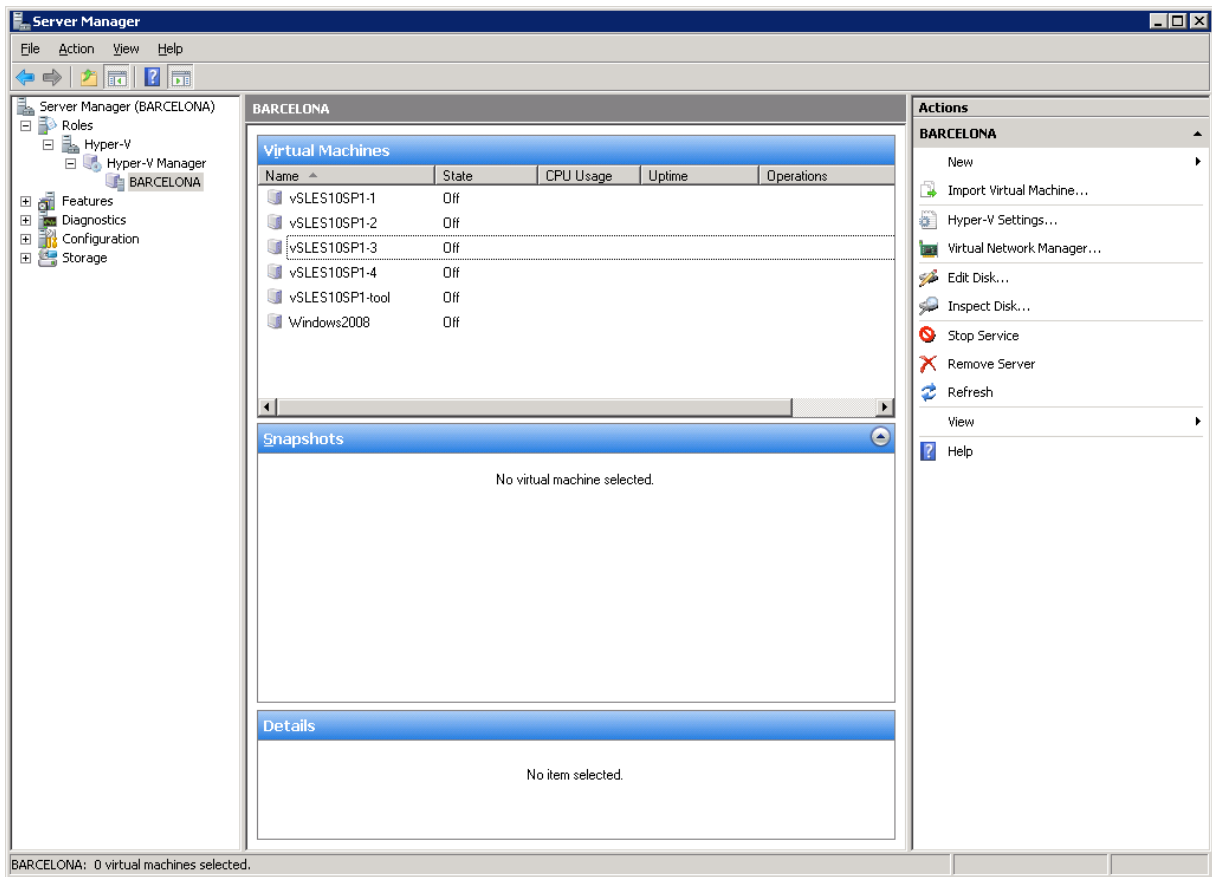 Server Manager
File Action View Help
Server Manager (BARCELONA)
Roles
Hyper-V
Hyper-V Manager
BARCELONA
Features
Diagnostics
Configuration
Storage
BARCELONA
Virtual Machines
Name State CPU Usage Uptime Operations
vSLES10SP1-1 Off
vSLES10SP1-2 Off
vSLES10SP1-3 Off
vSLES10SP1-4 Off
vSLES10SP1-tool Off
Windows2008 Off
Snapshots
No virtual machine selected.
Details
No item selected.
Actions
BARCELONA
New
Import Virtual Machine...
Hyper-V Settings...
Virtual Network Manager...
Edit Disk...
Inspect Disk...
Stop Service
Remove Server
Refresh
View
Help
BARCELONA: 0 virtual machines selected.